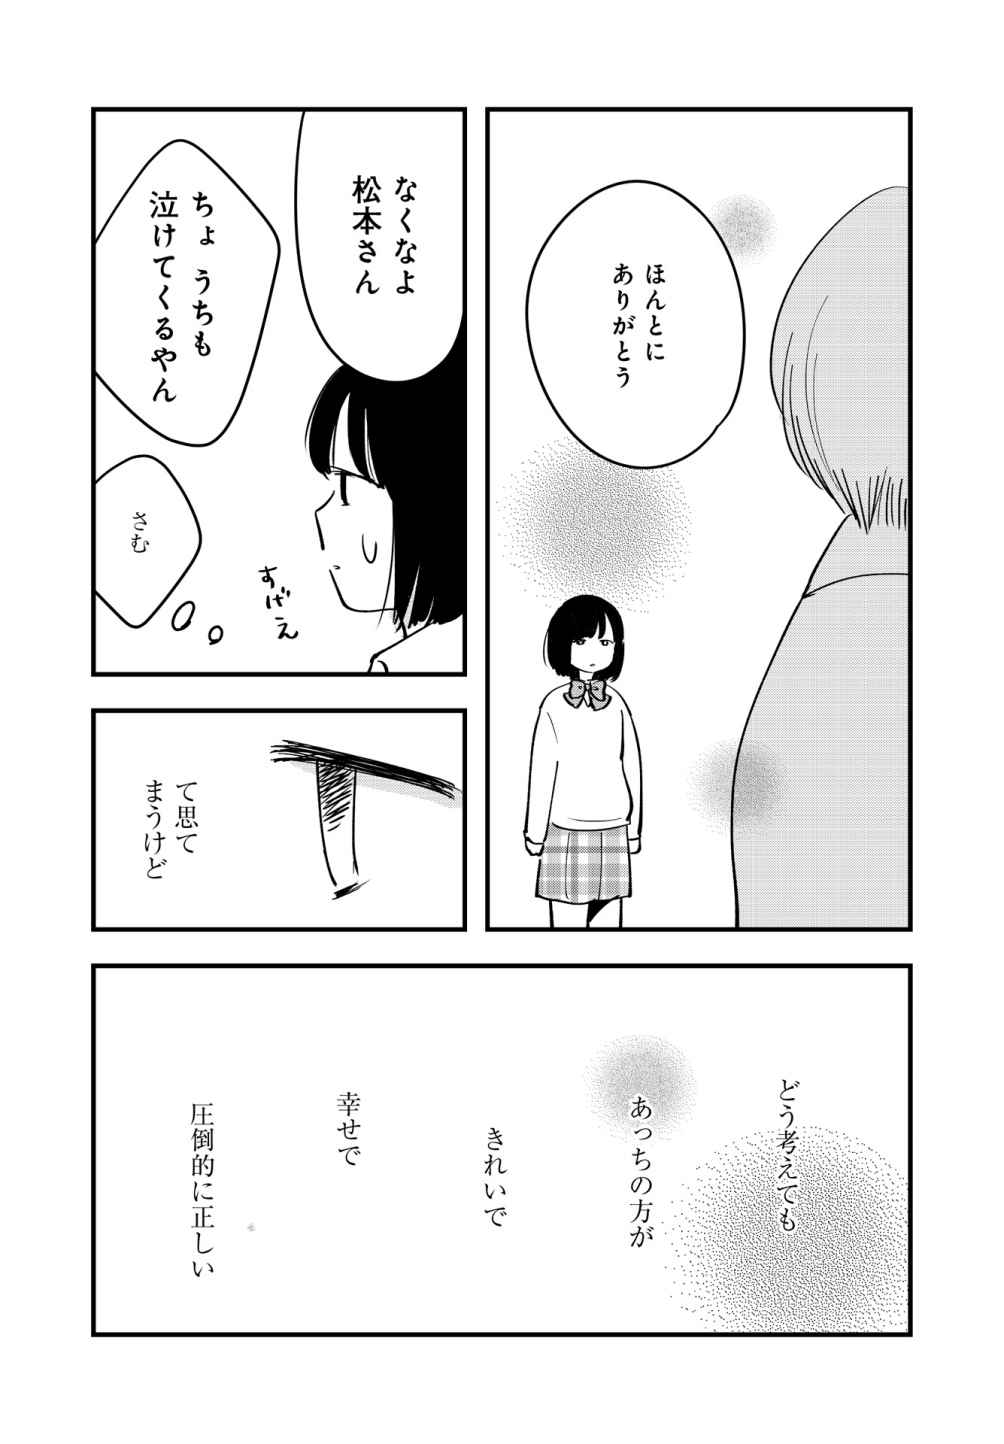 ほんとに
ありがとう
なくなよ
松本さん
ちょ うちも
泣けてくるやん
さむ
すげえ
て思て
まうけど
どう考えても
あっちの方が
きれいで
幸せで
圧倒的に正しい